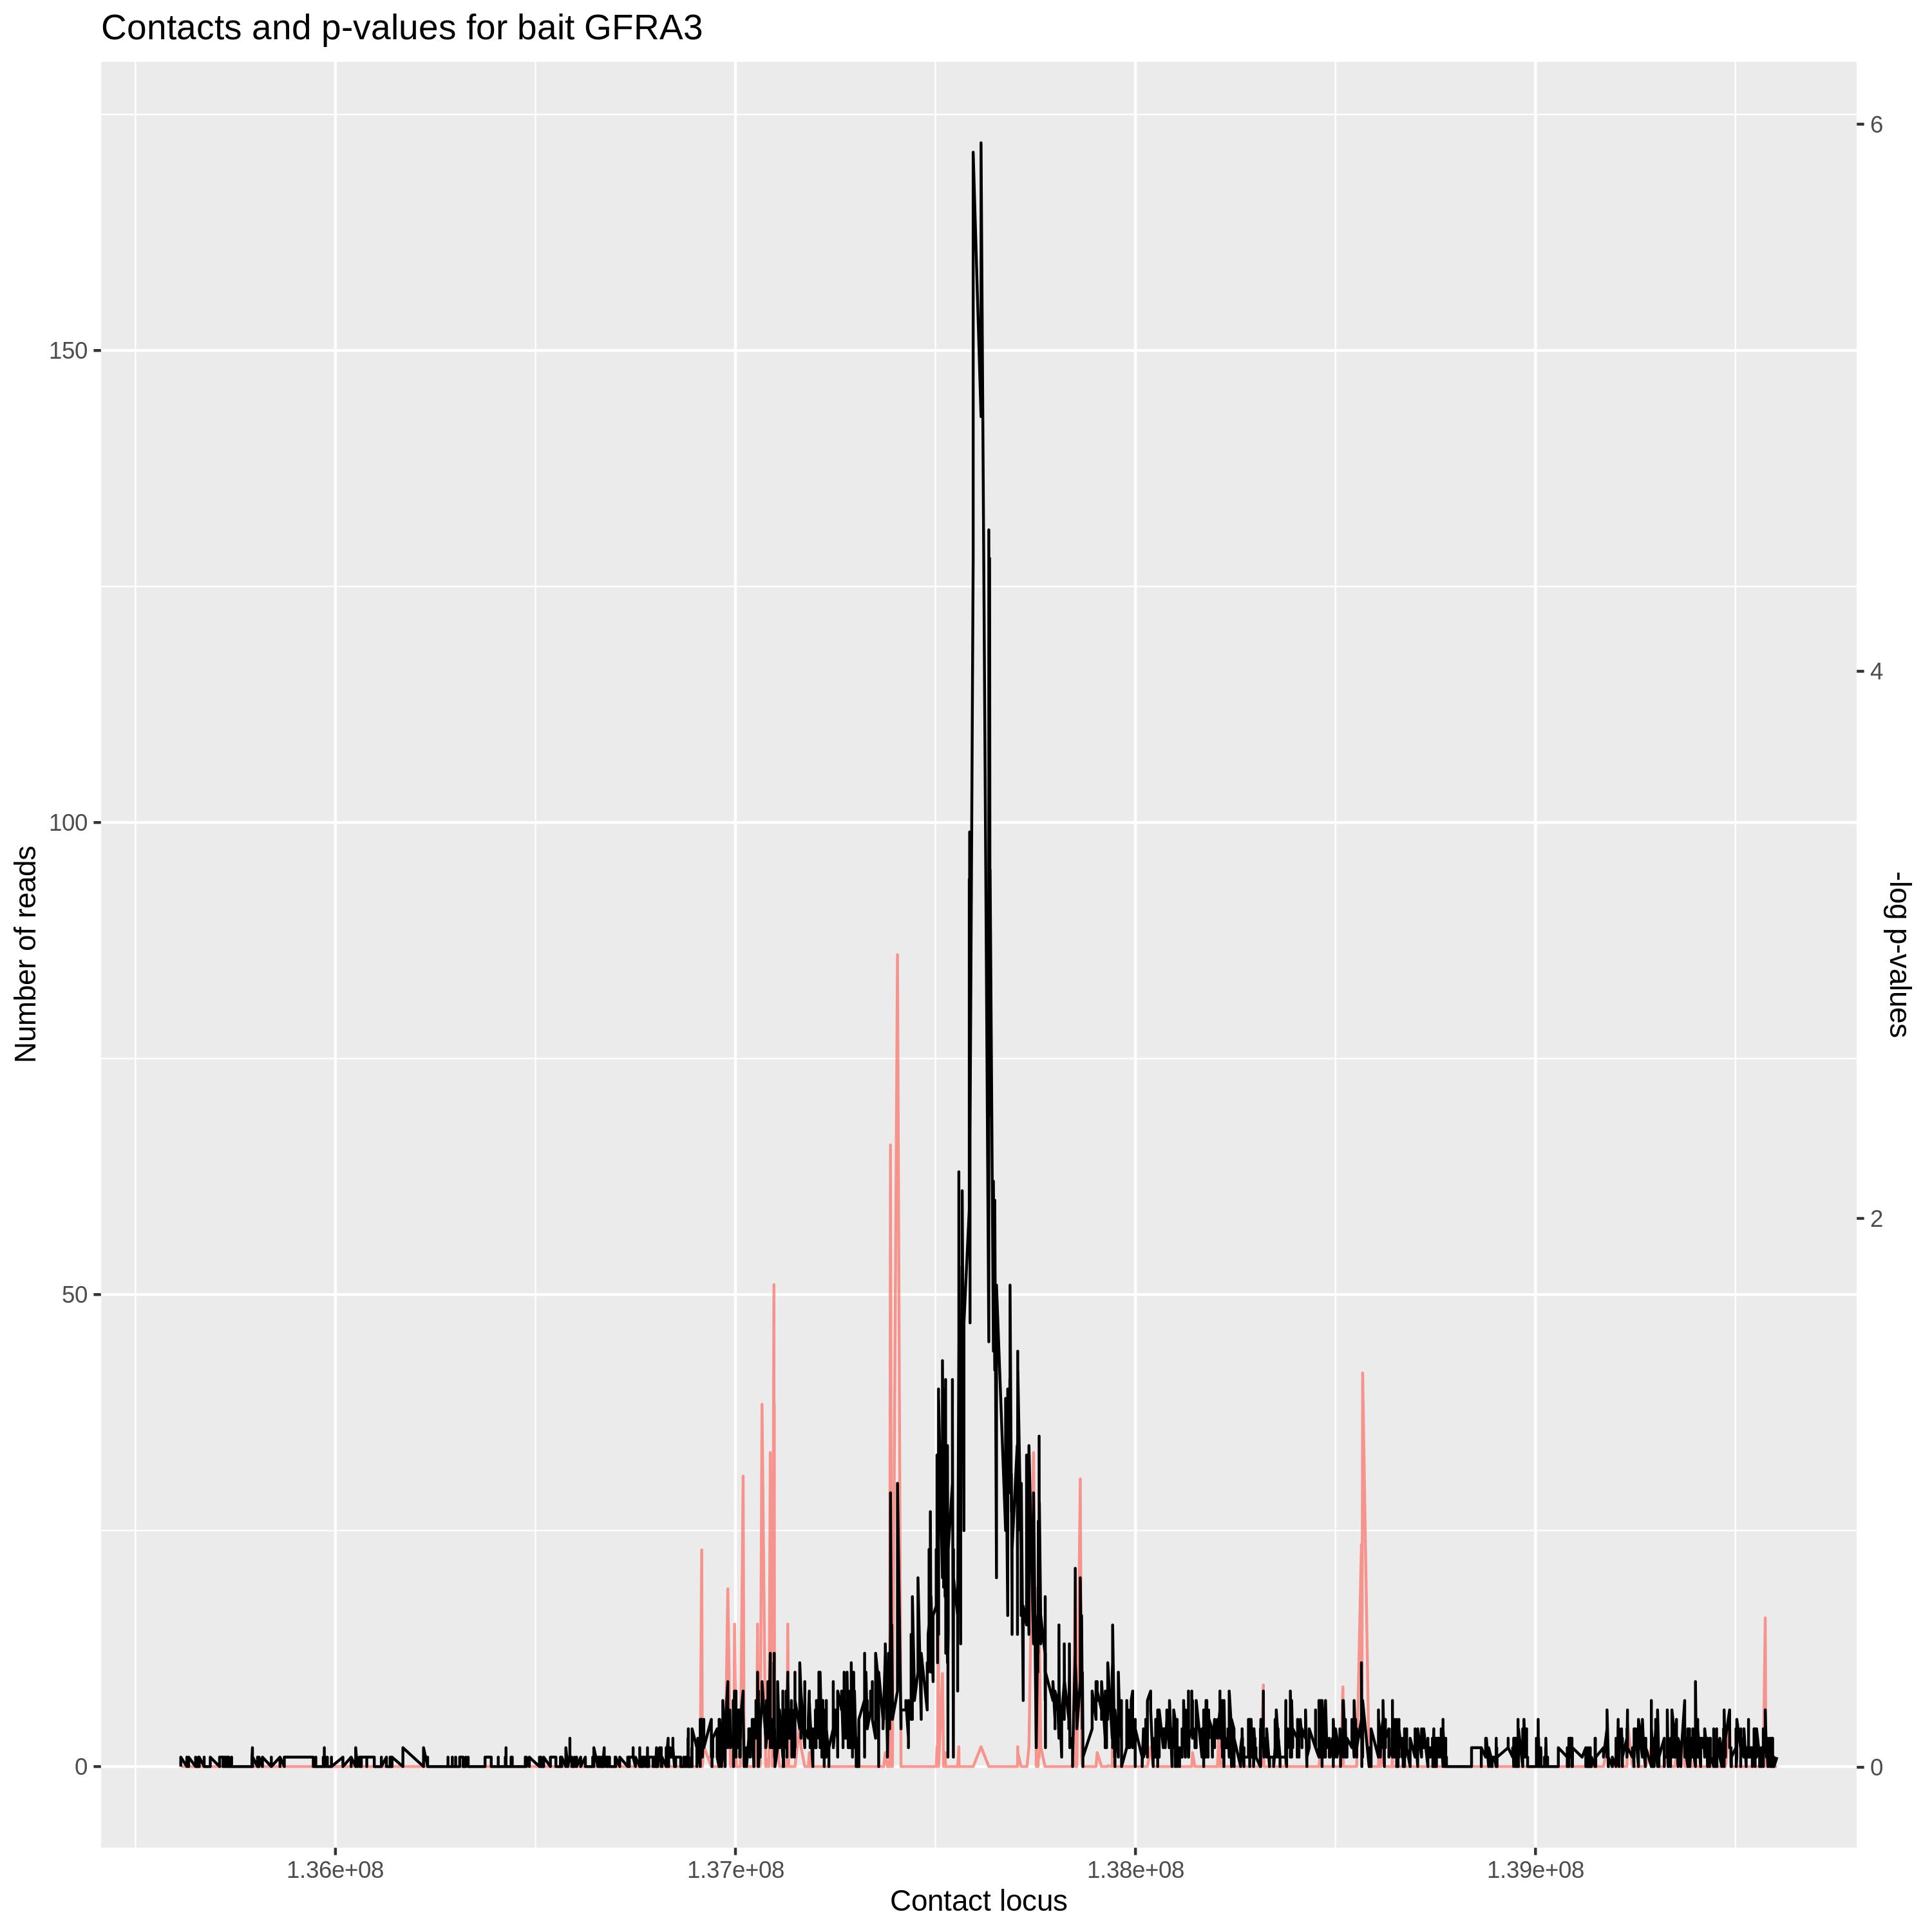 Contacts and p-values for bait GFRA3
6
150
4
100
Number of reads
-log p-values
2
50
0
0
1.36e+08
1.37e+08
1.38e+08
1.39e+08
Contact locus